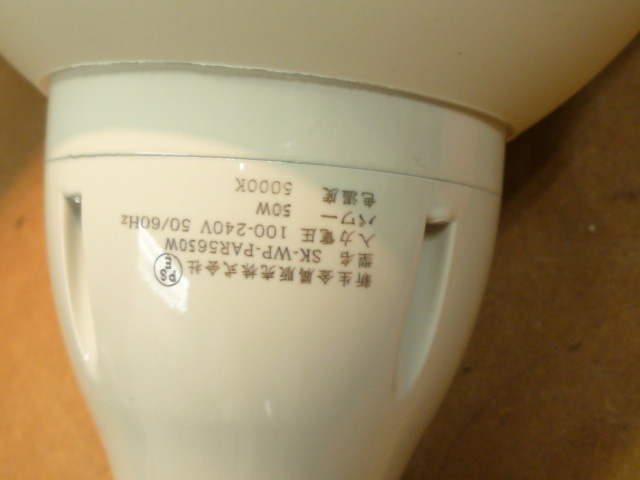 新生金属販売株式会社 PSE
型名 SK-WP-PAR5650W
入力電圧 100-240V 50/60Hz
パワー 50W
色温度 5000K